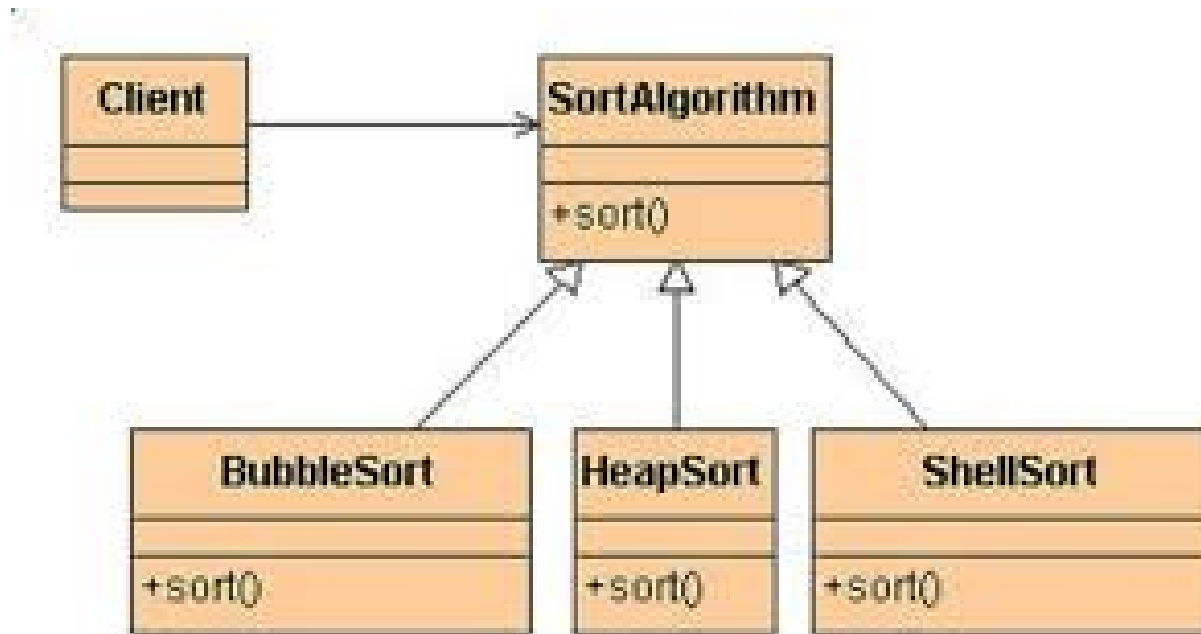 Client
SortAlgorithm
+sort()
BubbleSort
HeapSort
ShellSort
+sort()
+sort()
+sort()